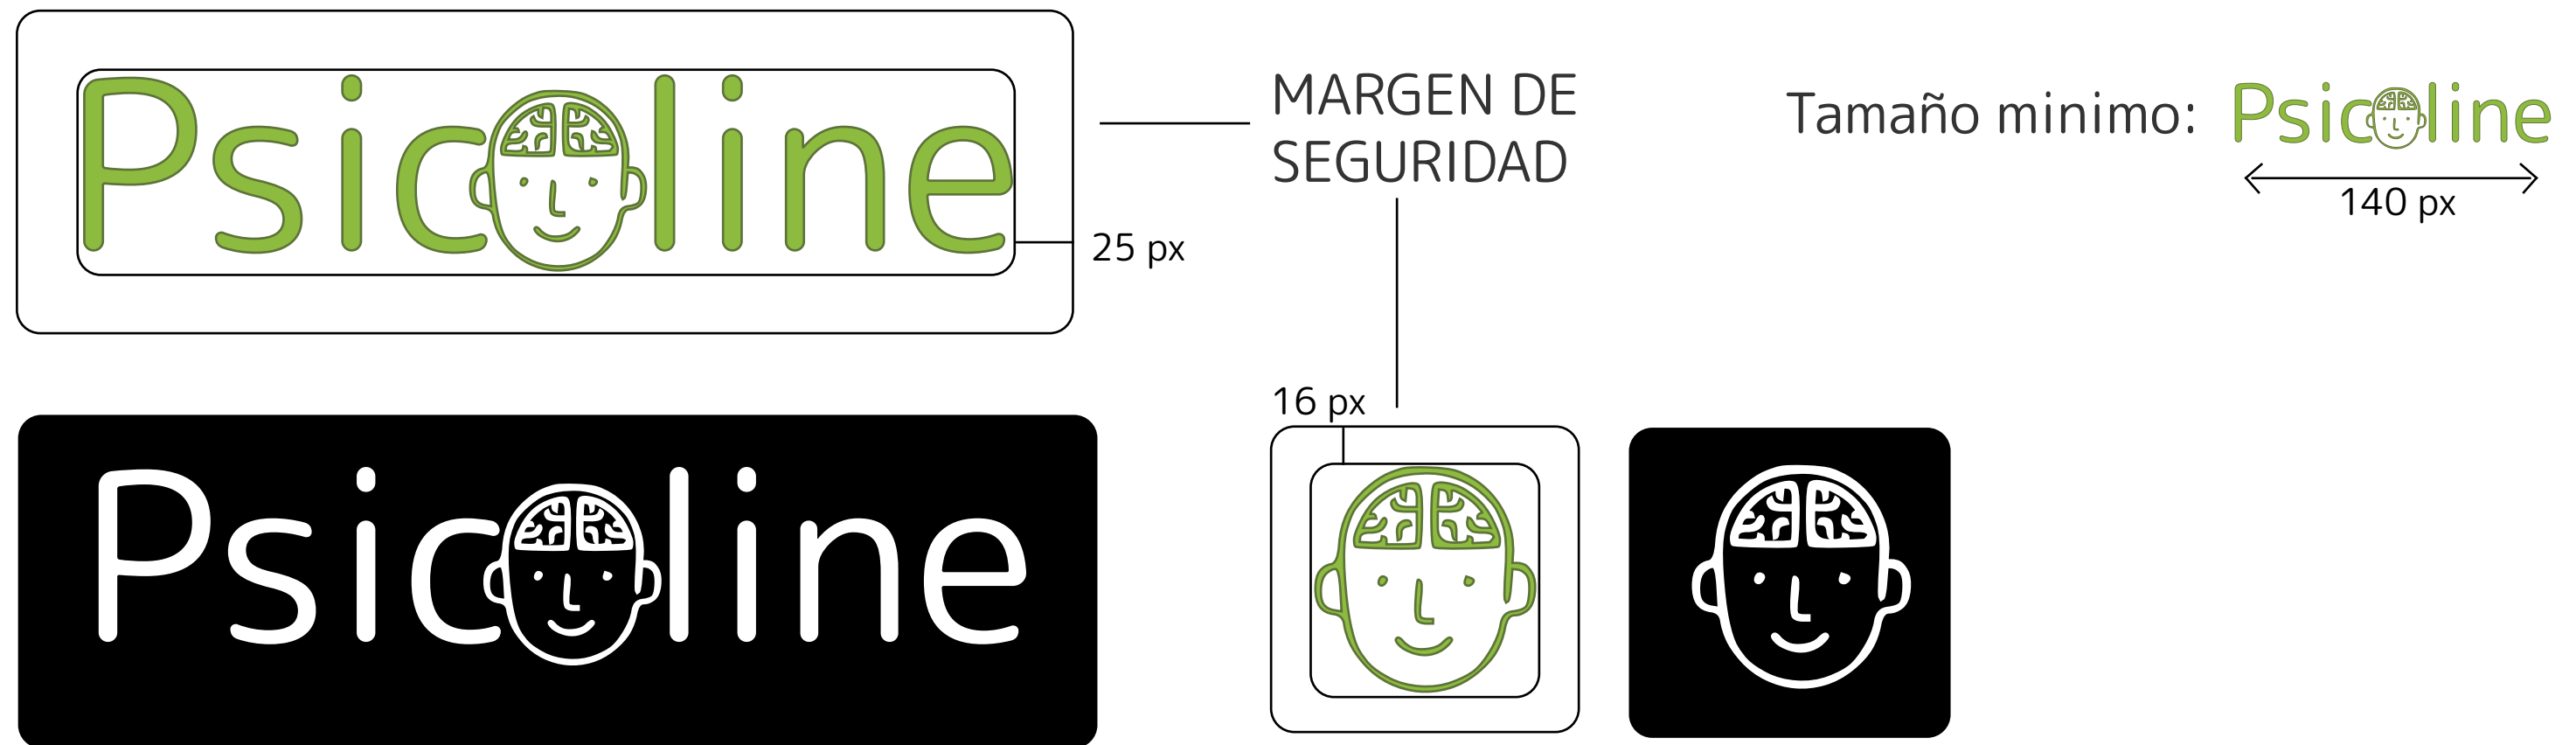 Psicoline
MARGEN DE
SEGURIDAD
25 px
Tamaño minimo:
Psicoline
140 px
Psicoline
16 px